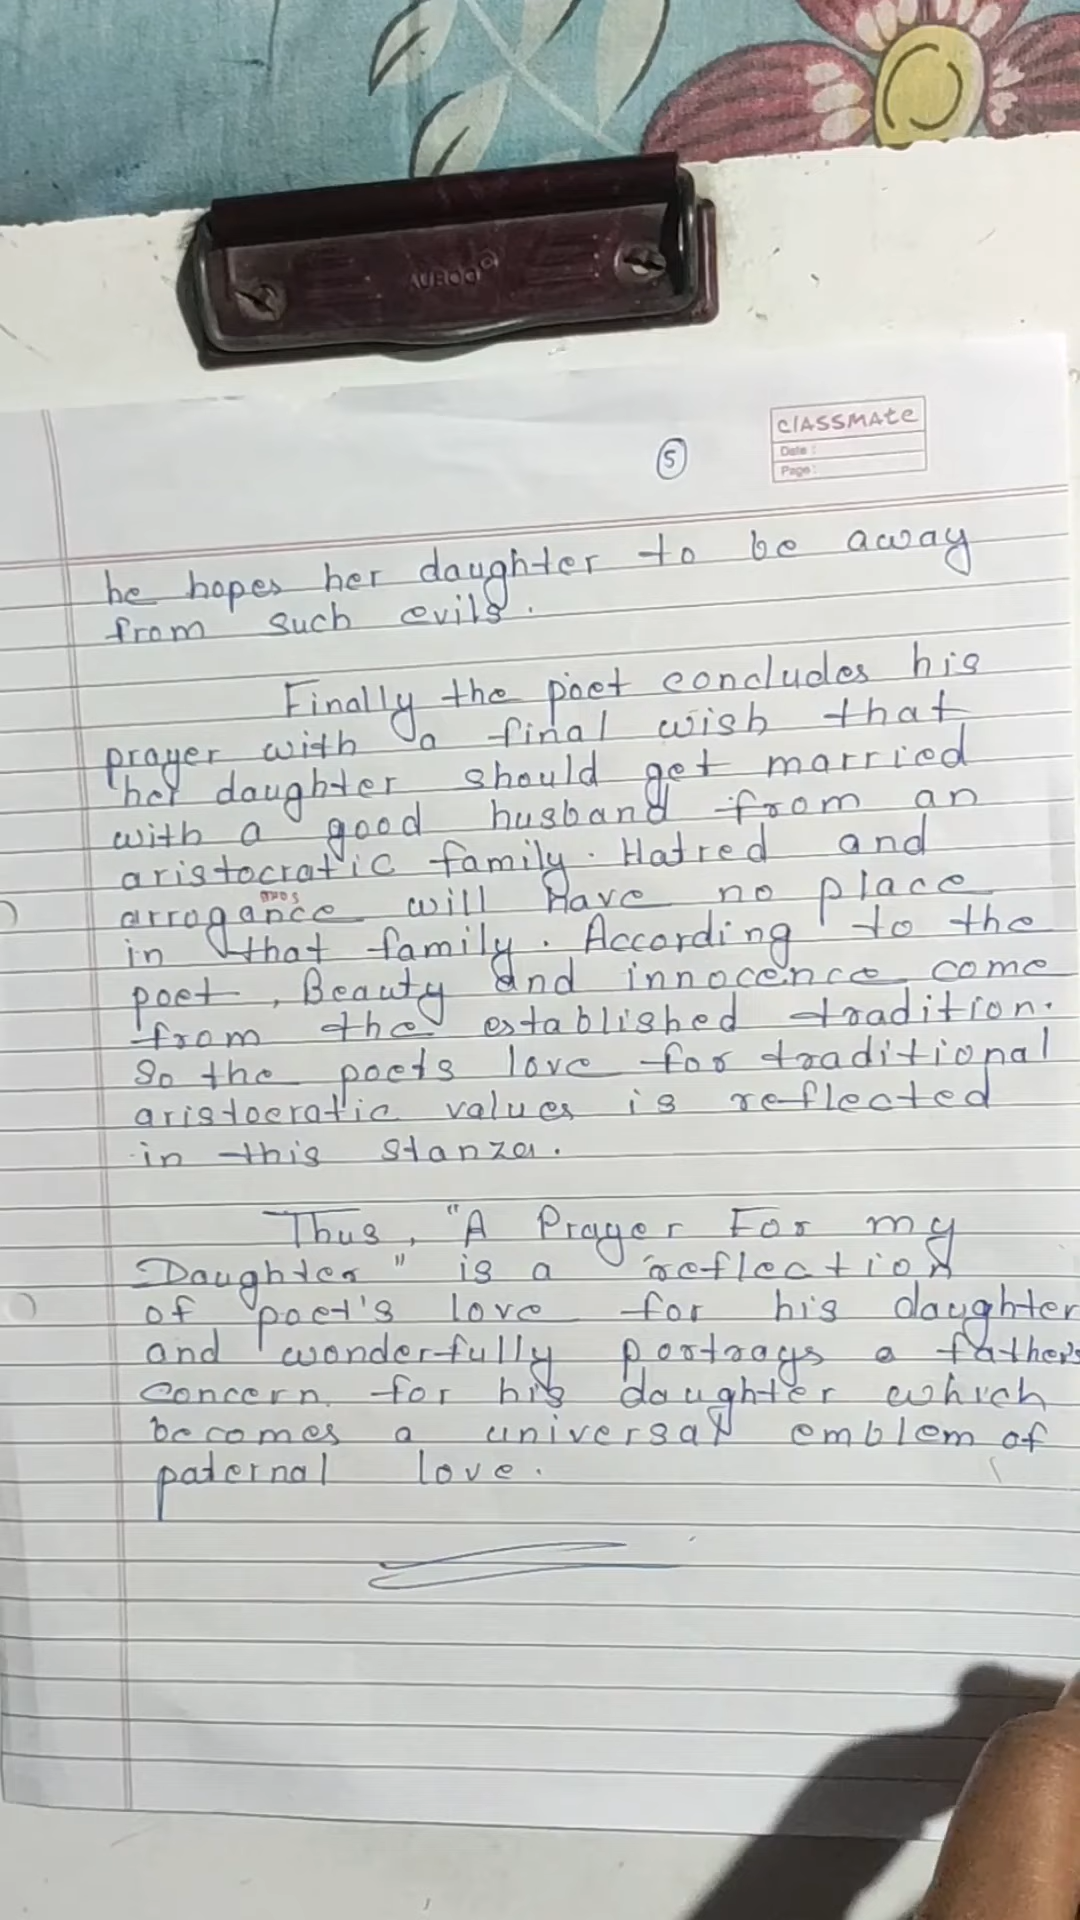 AUROO
CLASSMATE
Date :
Page:
5
he hopes her daughter to be away
from such evils.
Finally the poet concludes his
prayer with a final wish that
her daughter should get married
with a good husband from an
aristocratic family. Hatred and
arrogance will have no place
in that family. According to the
poet, Beauty and innocence come
from the established tradition.
So the poets love for traditional
aristocratic values is reflected
in this stanza.
Thus, "A Prayer For my
Daughter" is a reflection
of poet's love for his daughter
and wonderfully portrays a father's
concern for his daughter which
becomes a universal emblem of
paternal love.